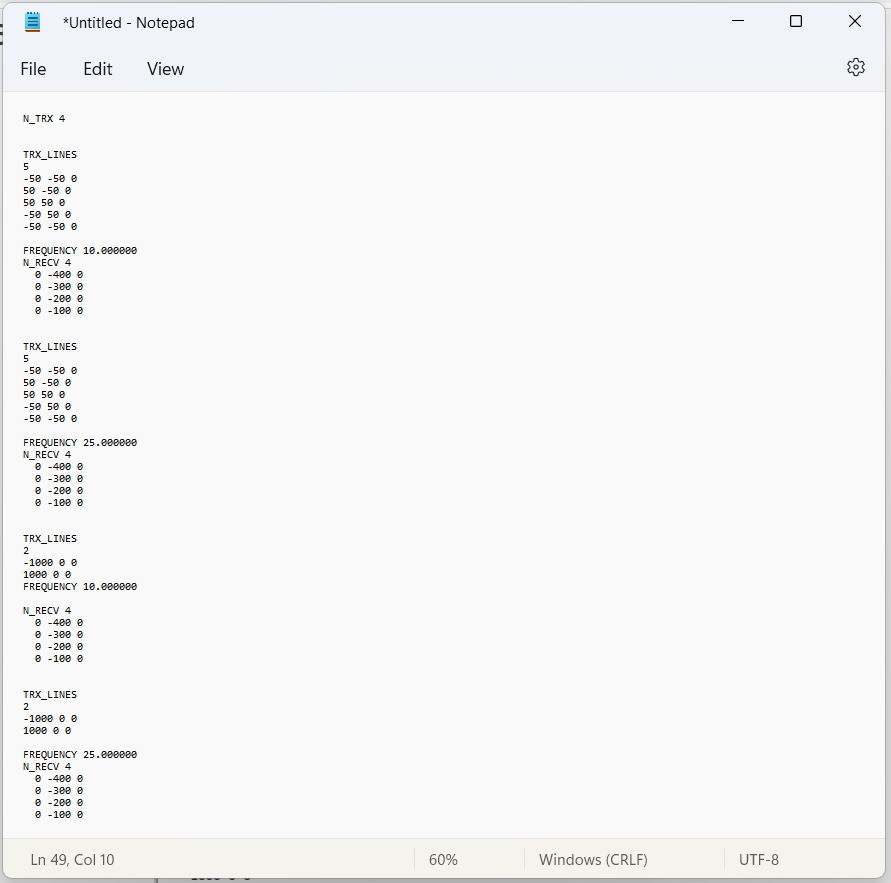 *Untitled - Notepad
File Edit View
N_TRX 4
TRX_LINES
5
-50 -50 0
50 -50 0
50 50 0
-50 50 0
-50 -50 0
FREQUENCY 10.000000
N_RECV 4
0 -400 0
0 -300 0
0 -200 0
0 -100 0
TRX_LINES
5
-50 -50 0
50 -50 0
50 50 0
-50 50 0
-50 -50 0
FREQUENCY 25.000000
N_RECV 4
0 -400 0
0 -300 0
0 -200 0
0 -100 0
TRX_LINES
2
-1000 0 0
1000 0 0
FREQUENCY 10.000000
N_RECV 4
0 -400 0
0 -300 0
0 -200 0
0 -100 0
TRX_LINES
2
-1000 0 0
1000 0 0
FREQUENCY 25.000000
N_RECV 4
0 -400 0
0 -300 0
0 -200 0
0 -100 0
Ln 49, Col 10 60% Windows (CRLF) UTF-8